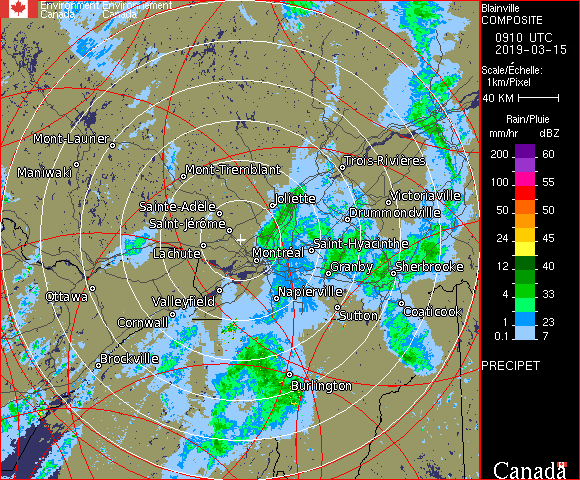 Environment Environnement
Canada Canada
Blainville
COMPOSITE
0910 UTC
2019-03-15
Scale/Échelle:
1km/Pixel
40 KM
Rain/Pluie
mm/hr dBZ
200 60
100 55
50 50
24 45
12 40
4 33
1 23
0.1 7
PRECIPET
Canada
Mont-Laurier
Maniwaki
Mont-Tremblant
Trois-Rivières
Sainte-Adèle
Joliette
Victoriaville
Drummondville
Saint-Jérôme
Lachute
Montréal
Saint-Hyacinthe
Granby
Sherbrooke
Ottawa
Valleyfield
Napierville
Cornwall
Sutton
Coaticook
Brockville
Burlington